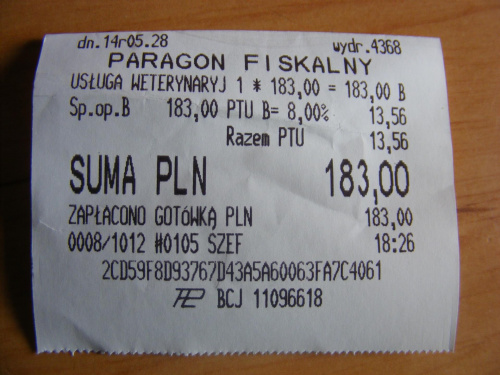 dn.14r05.28 wydr.4368
PARAGON FISKALNY
USŁUGA WETERYNARYJ 1 * 183,00 = 183,00 B
Sp.op.B 183,00 PTU B= 8,00% 13,56
Razem PTU 13,56
SUMA PLN 183,00
ZAPŁACONO GOTÓWKĄ PLN 183,00
0008/1012 #0105 SZEF 18:26
2CD59F8D93767D43A5A60063FA7C4061
BCJ 11096618